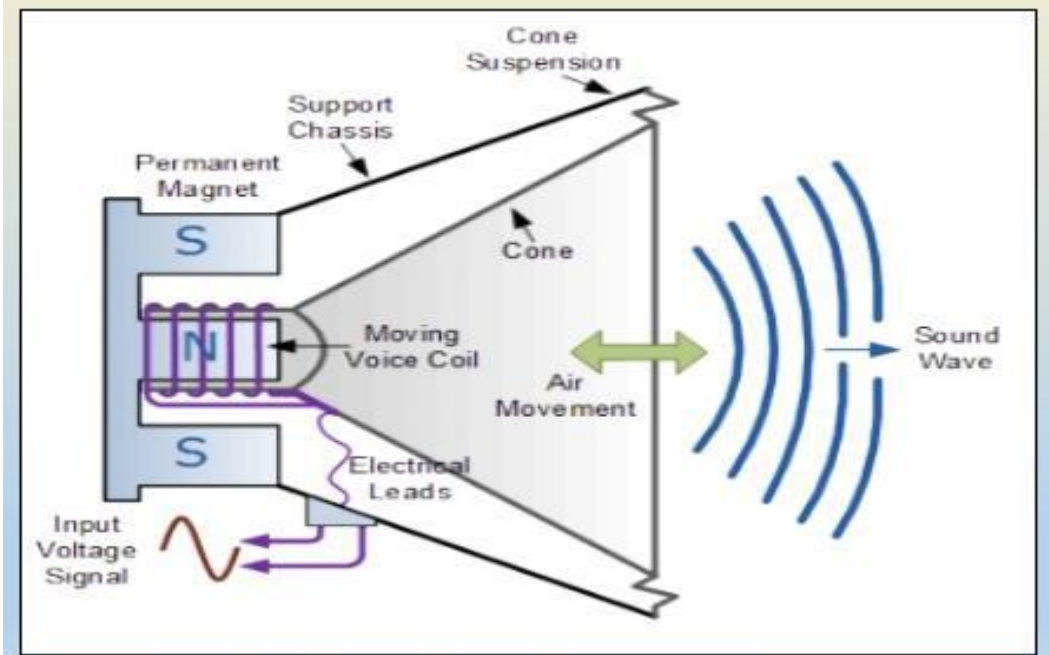 Cone
Suspension
Support
Chassis
Permanent
Magnet
S
Cone
N
Moving
Voice Coil
Air
Movement
Sound
Wave
S
Electrical
Leads
Input
Voltage
Signal